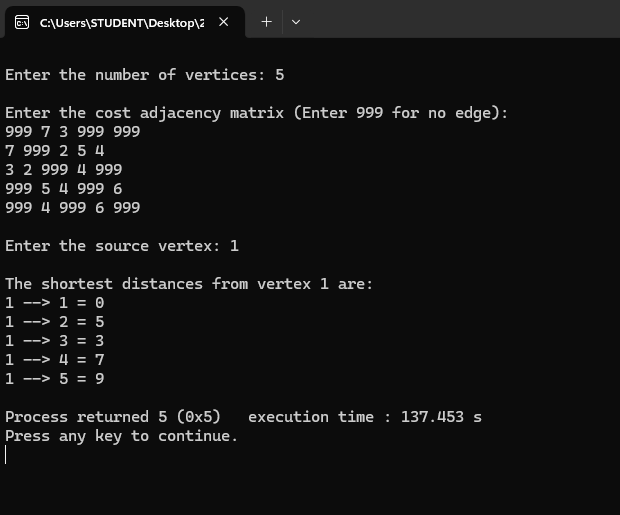 C:\Users\STUDENT\Desktop\2
Enter the number of vertices: 5
Enter the cost adjacency matrix (Enter 999 for no edge):
999 7 3 999 999
7 999 2 5 4
3 2 999 4 999
999 5 4 999 6
999 4 999 6 999
Enter the source vertex: 1
The shortest distances from vertex 1 are:
1 --> 1 = 0
1 --> 2 = 5
1 --> 3 = 3
1 --> 4 = 7
1 --> 5 = 9
Process returned 5 (0x5)   execution time : 137.453 s
Press any key to continue.